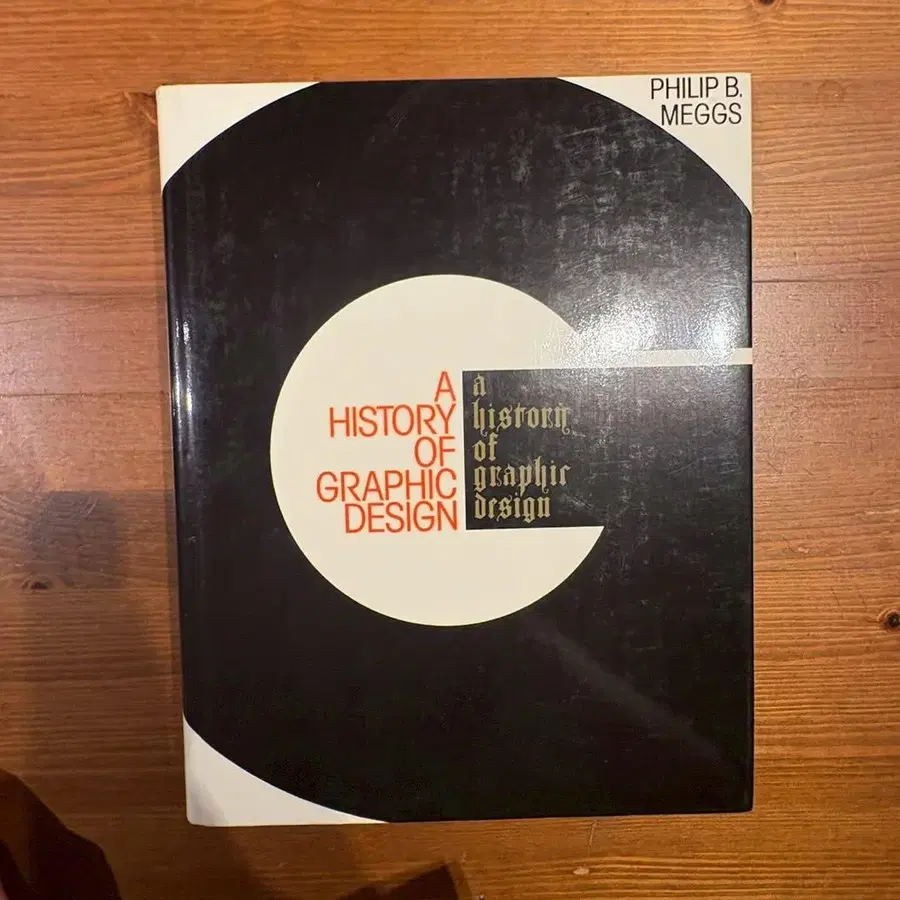 PHILIP B.
MEGGS
A
HISTORY
OF
GRAPHIC
DESIGN
a
history
of
graphic
design